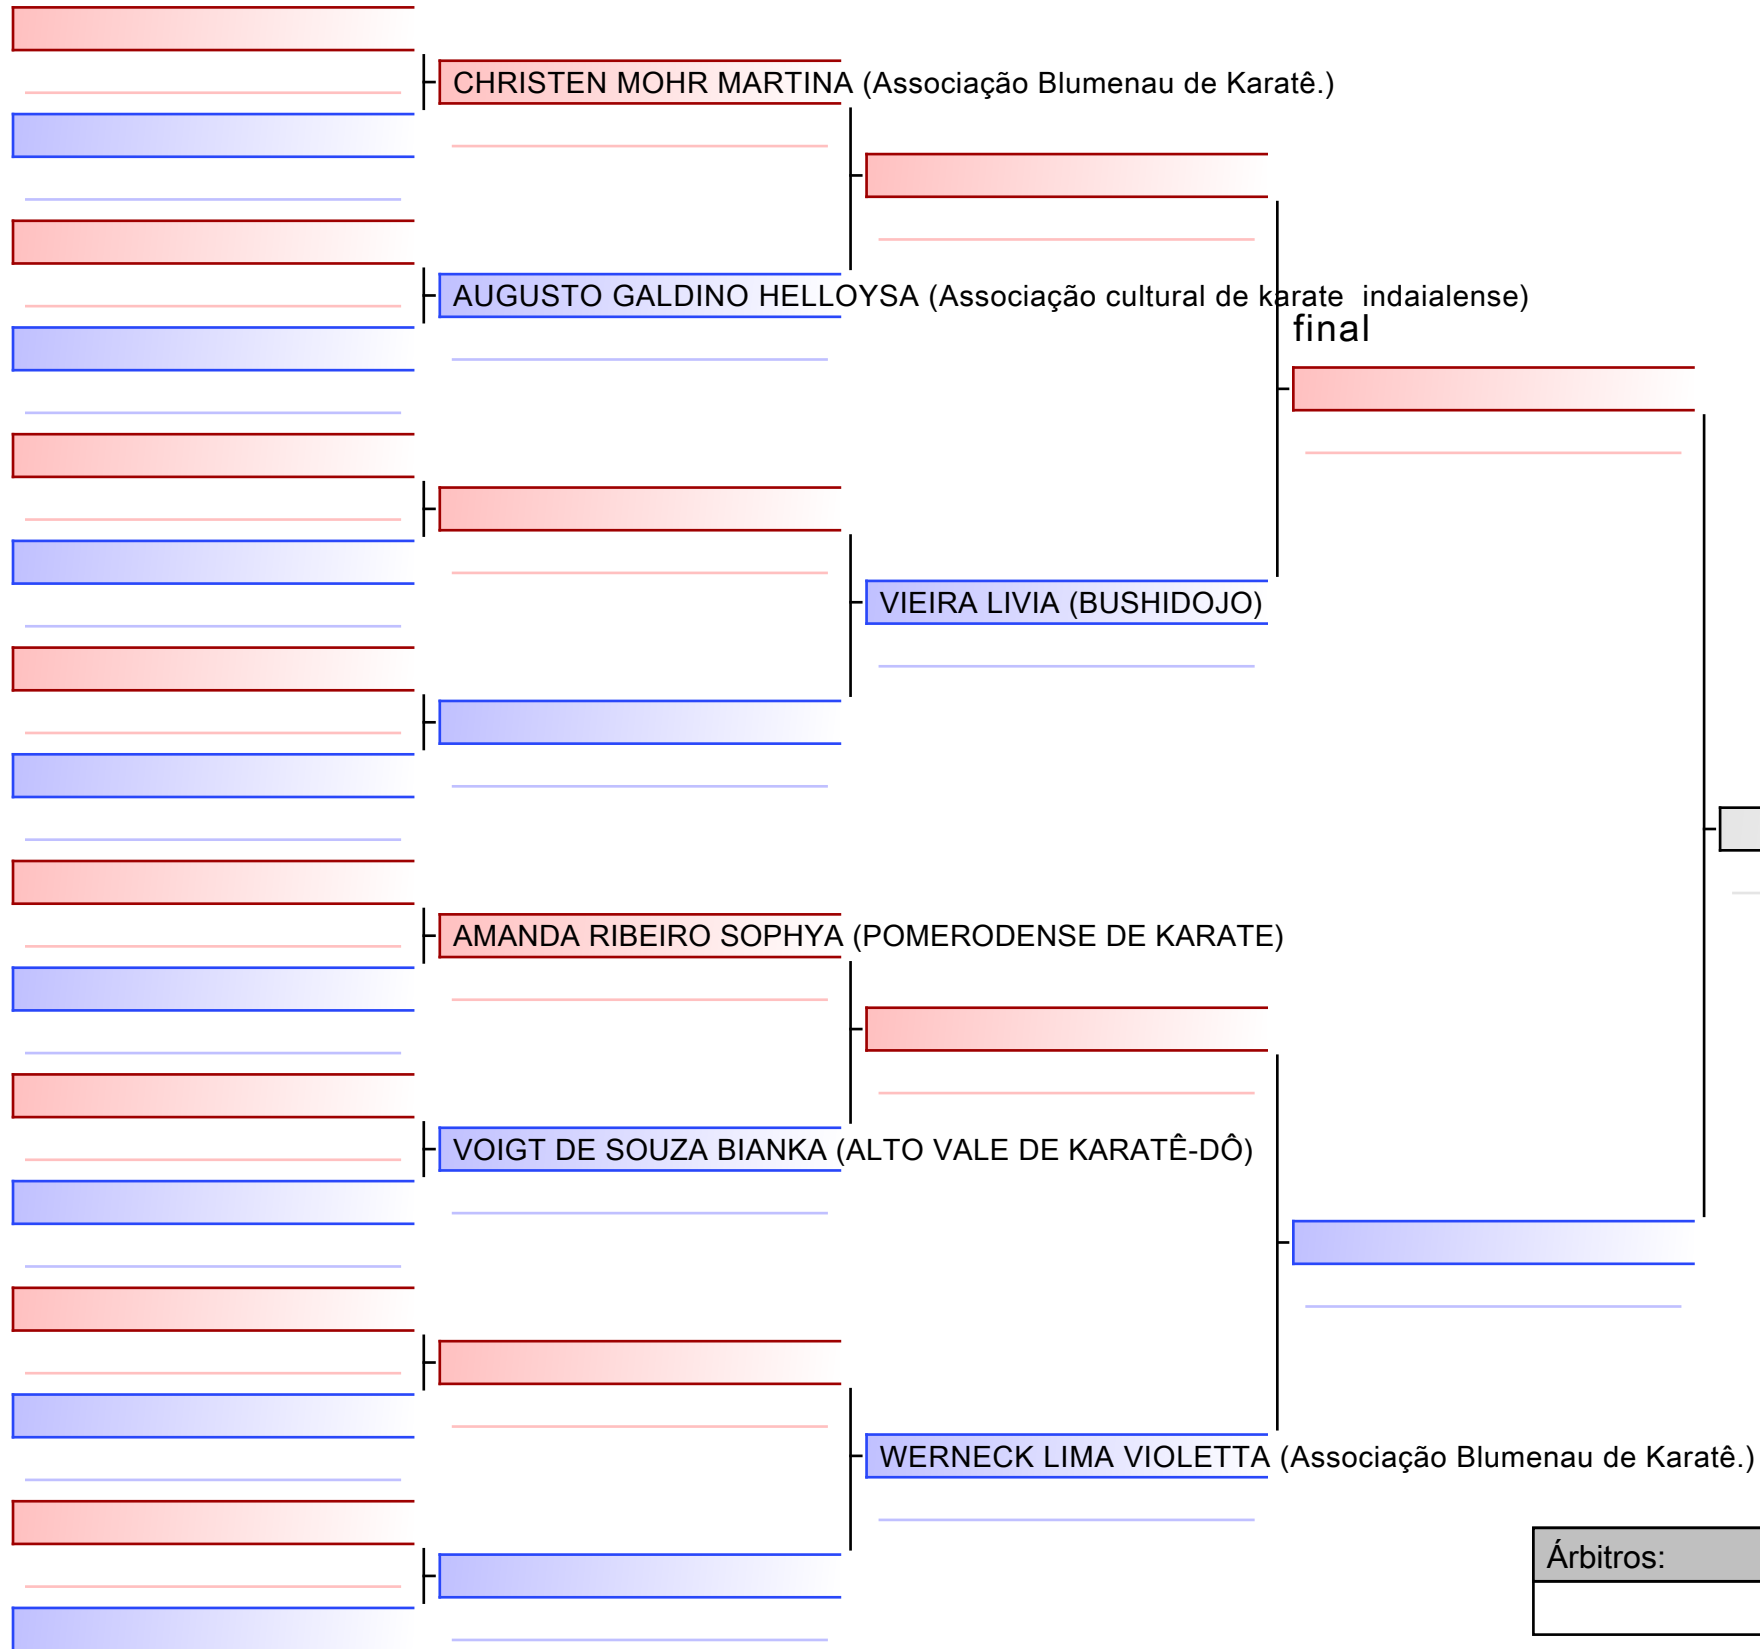 CHRISTEN MOHR MARTINA (Associação Blumenau de Karatê.)
AUGUSTO GALDINO HELLOYSA (Associação cultural de karate  indaialense)
final
VIEIRA LIVIA (BUSHIDOJO)
AMANDA RIBEIRO SOPHYA (POMERODENSE DE KARATE)
VOIGT DE SOUZA BIANKA (ALTO VALE DE KARATÊ-DÔ)
WERNECK LIMA VIOLETTA (Associação Blumenau de Karatê.)
Árbitros: